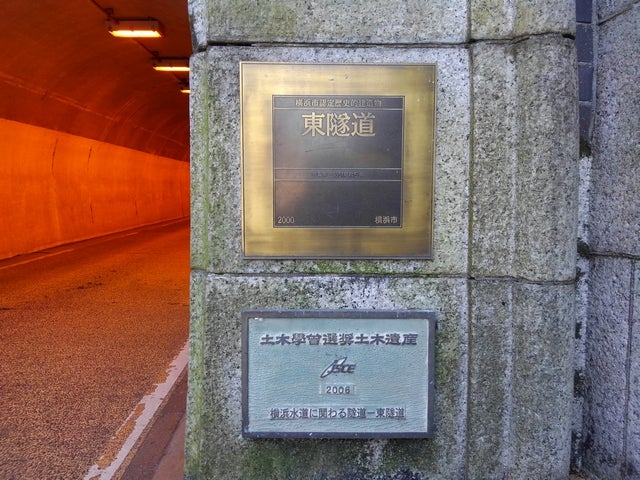 横浜市認定歴史的建造物
東隧道
2000 横浜市
土木學會選奨土木遺産
JSCE
2006
横浜水道に関わる隧道ー東隧道